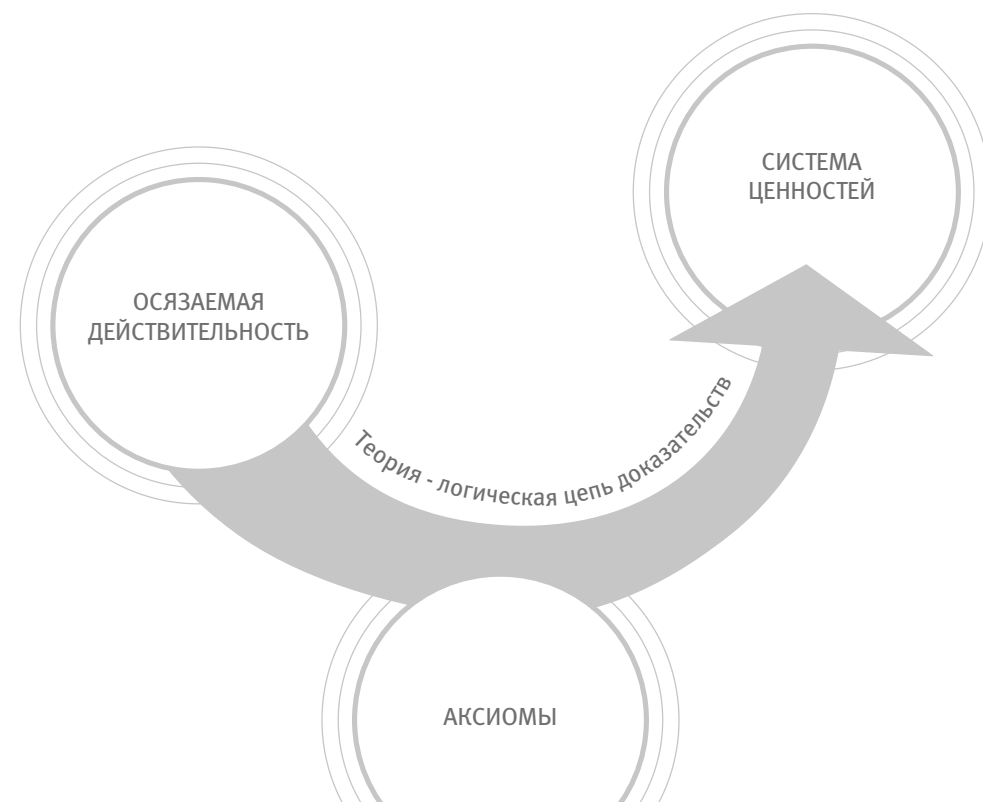 СИСТЕМА
ЦЕННОСТЕЙ
ОСЯЗАЕМАЯ
ДЕЙСТВИТЕЛЬНОСТЬ
Теория - логическая цепь доказательств
АКСИОМЫ